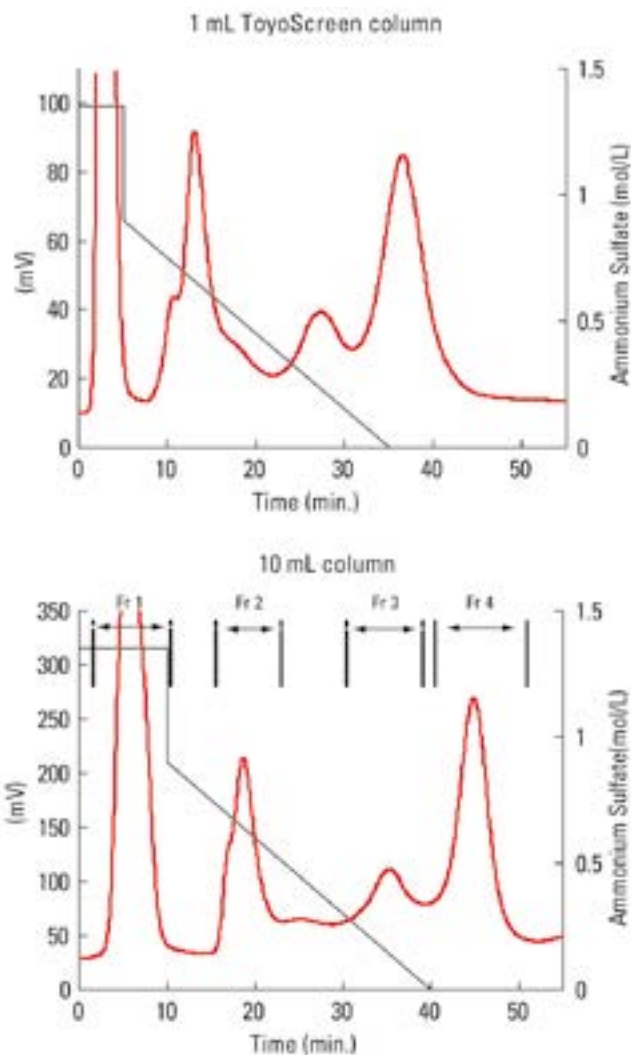 1 mL ToyoScreen column
100
80
60
40
20
0
(mV)
1.5
1
0.5
0
Ammonium Sulfate (mol/L)
0 10 20 30 40 50
Time (min.)
10 mL column
Fr 1 Fr 2 Fr 3 Fr 4
350
300
250
200
150
100
50
0
(mV)
1.5
1
0.5
0
Ammonium Sulfate(mol/L)
0 10 20 30 40 50
Time (min.)